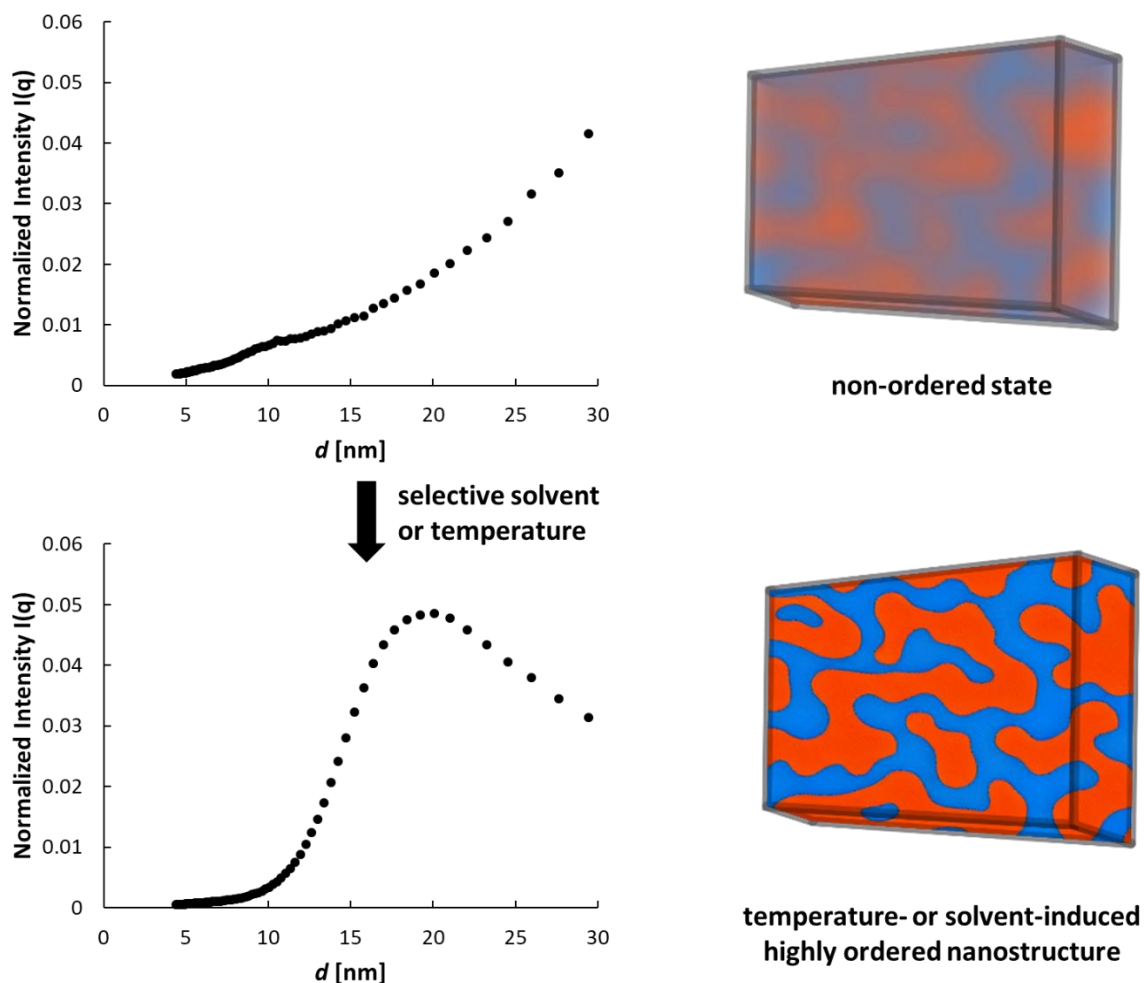 Normalized Intensity I(q)
0.06
0.05
0.04
0.03
0.02
0.01
0
0 5 10 15 20 25 30
d [nm]
non-ordered state
selective solvent
or temperature
Normalized Intensity I(q)
0.06
0.05
0.04
0.03
0.02
0.01
0
0 5 10 15 20 25 30
d [nm]
temperature- or solvent-induced
highly ordered nanostructure